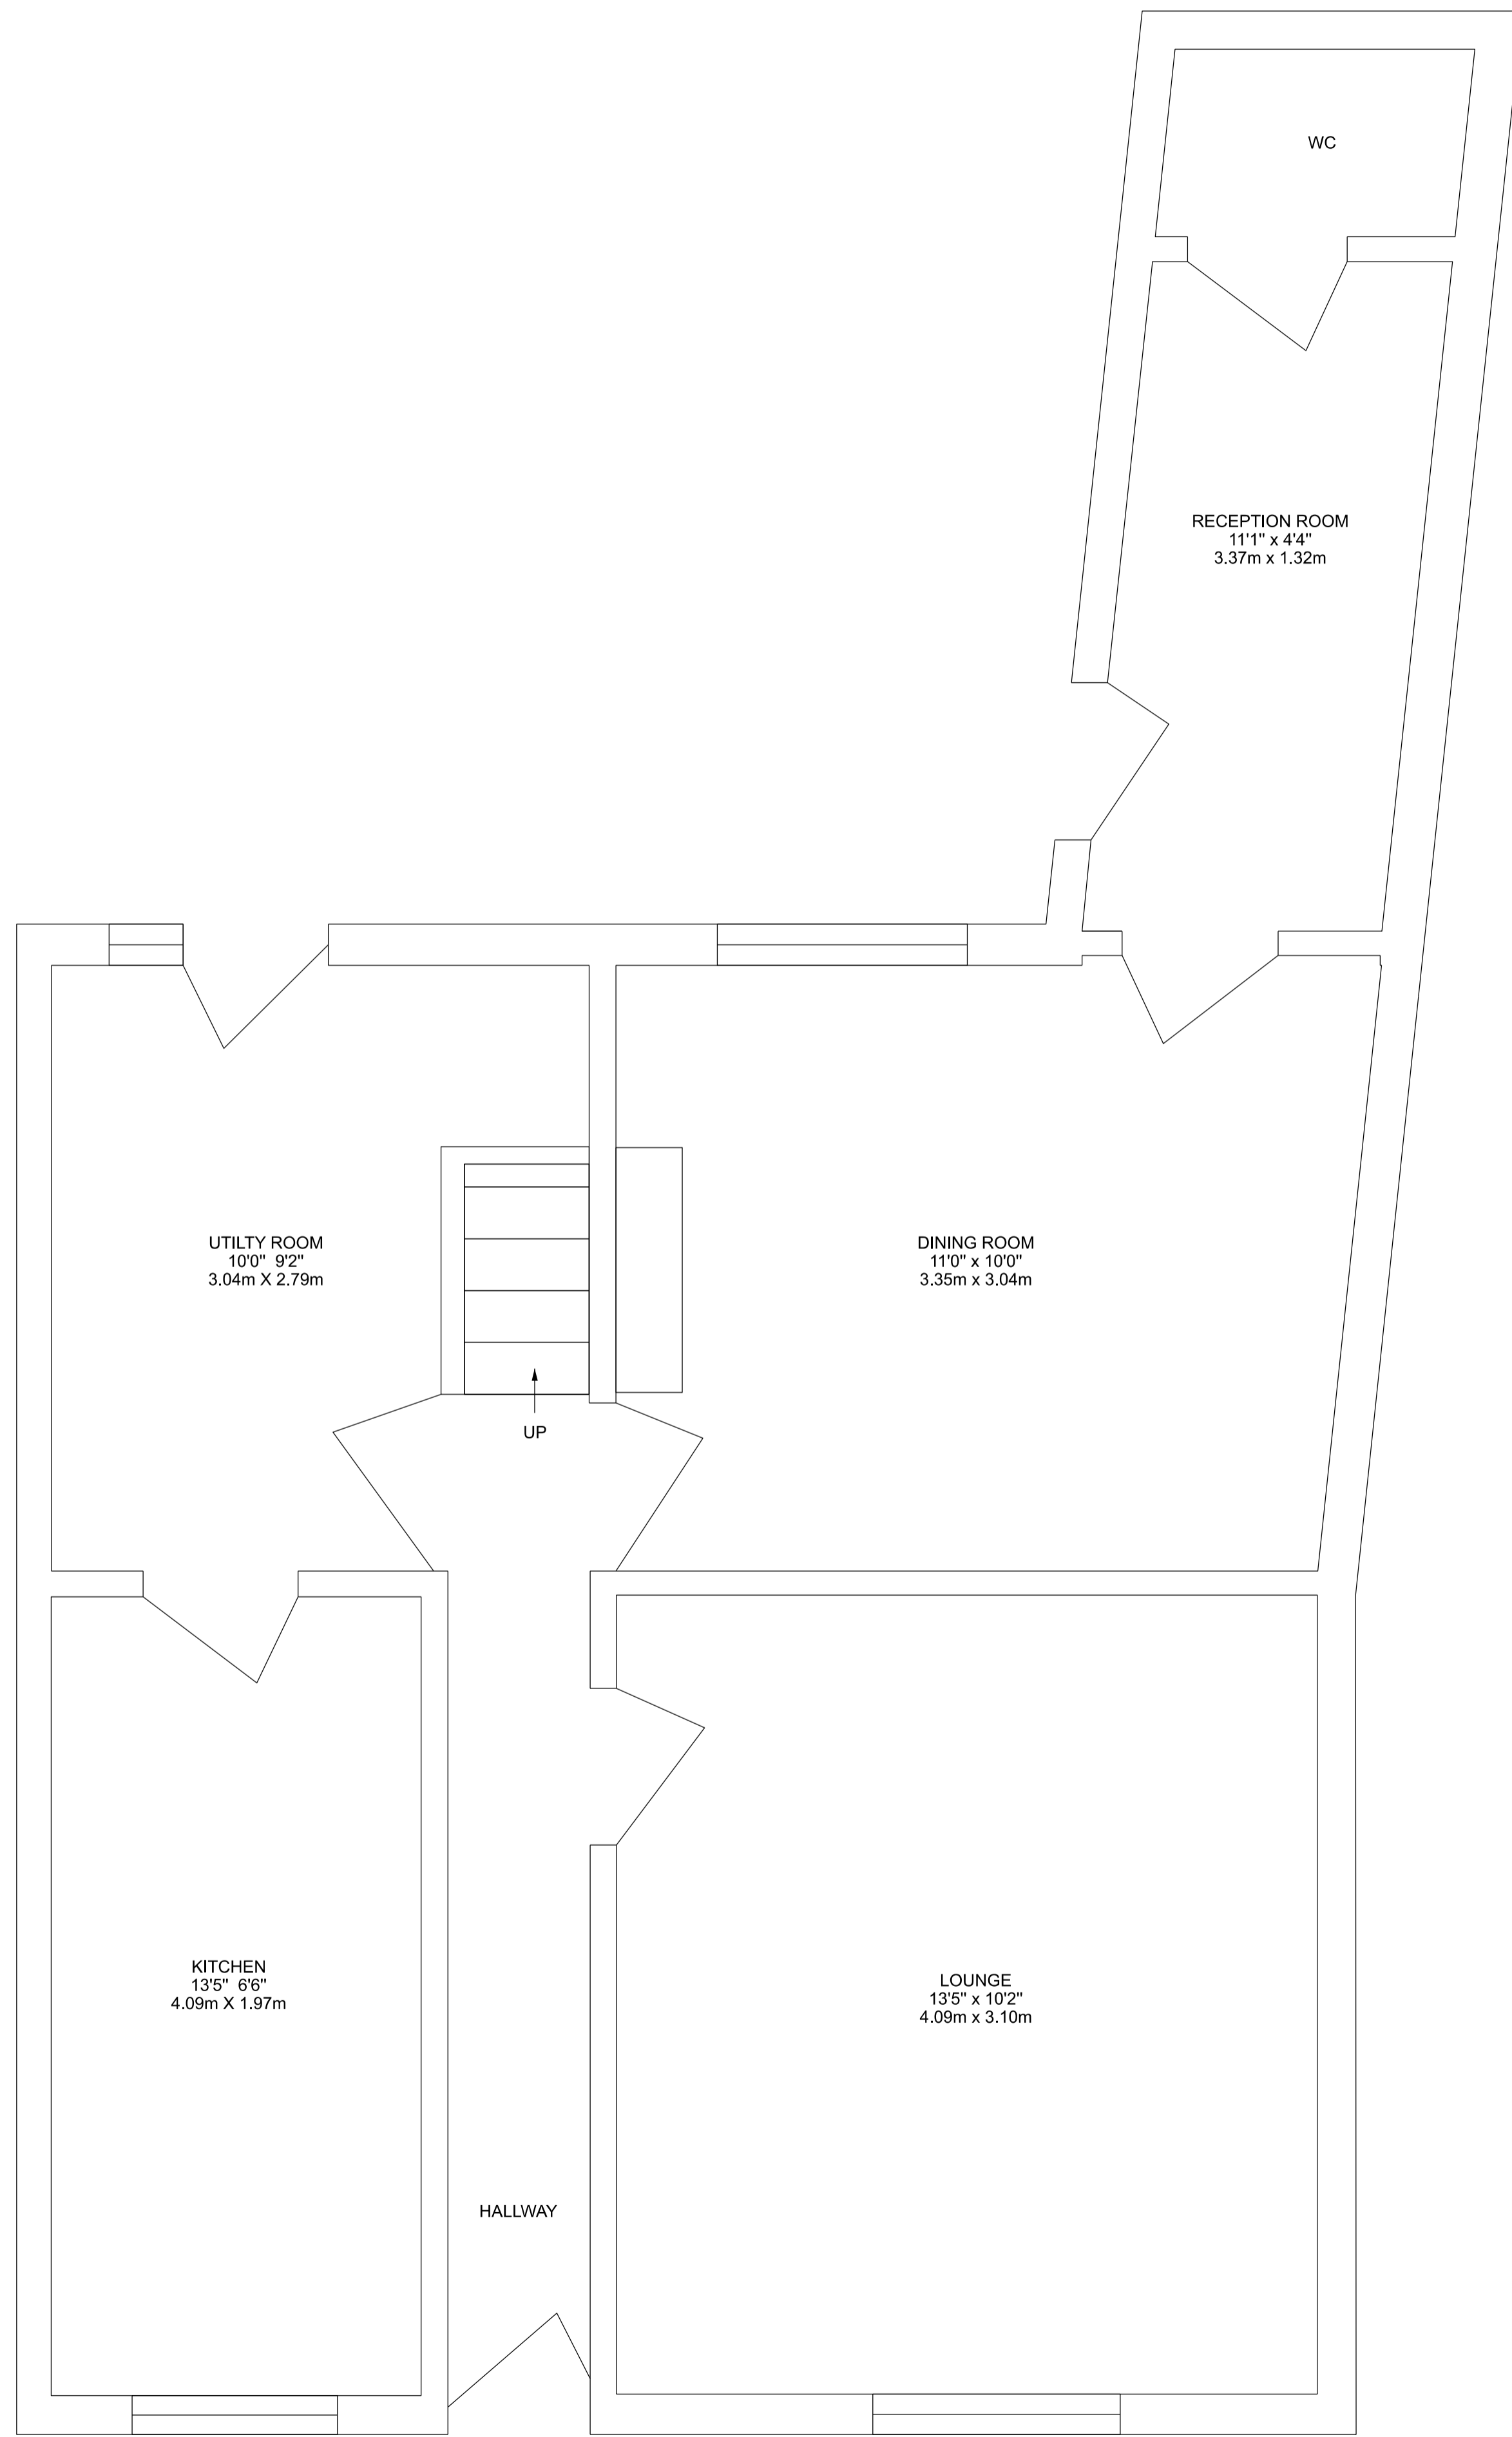 WC
RECEPTION ROOM
11'1" x 4'4"
3.37m x 1.32m
UTILTY ROOM
10'0" 9'2"
3.04m X 2.79m
DINING ROOM
11'0" x 10'0"
3.35m x 3.04m
UP
KITCHEN
13'5" 6'6"
4.09m X 1.97m
LOUNGE
13'5" x 10'2"
4.09m x 3.10m
HALLWAY